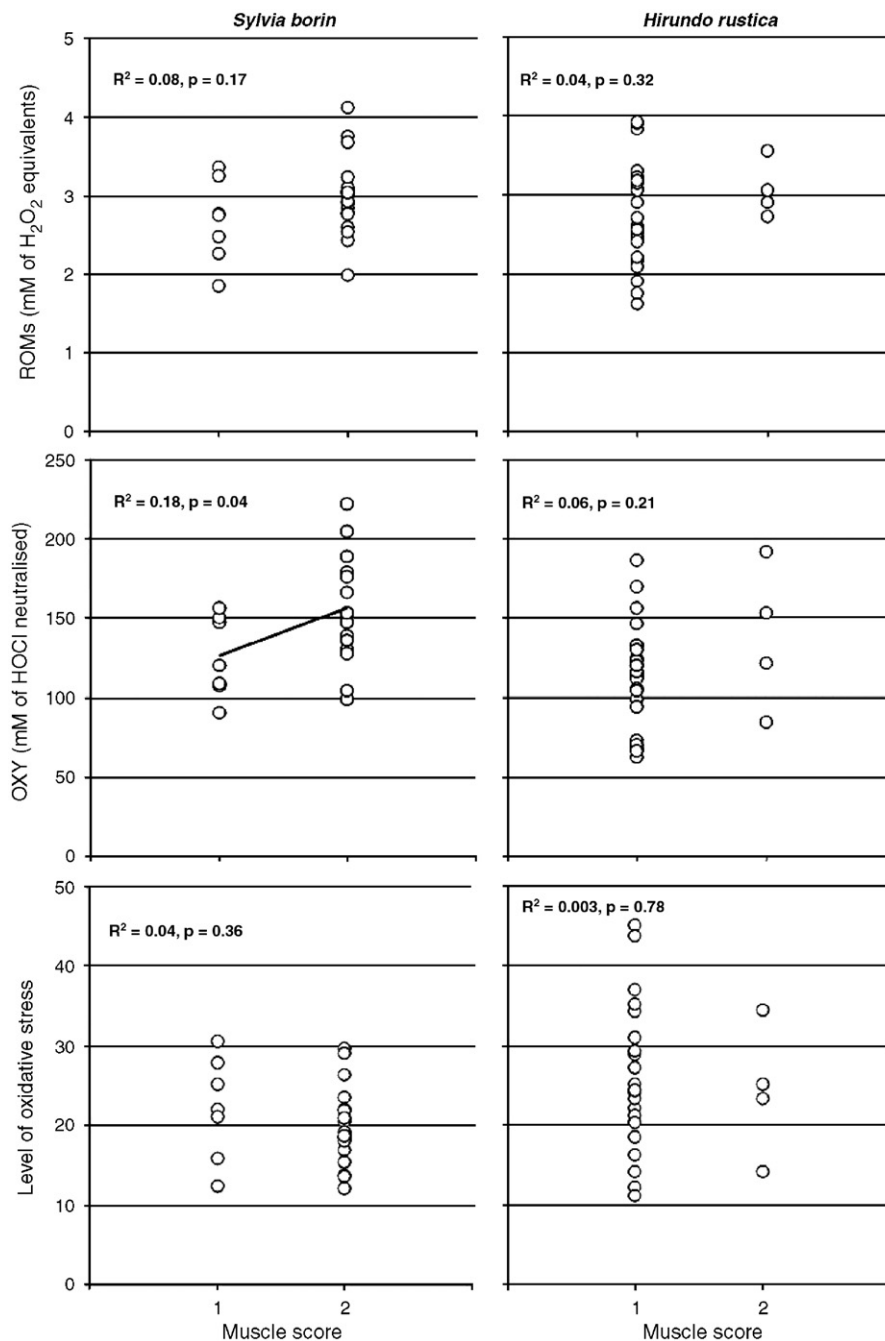 Sylvia borin
Hirundo rustica
ROMs (mM of H₂O₂ equivalents)
5
4
3
2
1
0
R² = 0.08, p = 0.17
R² = 0.04, p = 0.32
OXY (mM of HOCl neutralised)
250
200
150
100
50
0
R² = 0.18, p = 0.04
R² = 0.06, p = 0.21
Level of oxidative stress
50
40
30
20
10
0
R² = 0.04, p = 0.36
R² = 0.003, p = 0.78
1
2
Muscle score
1
2
Muscle score